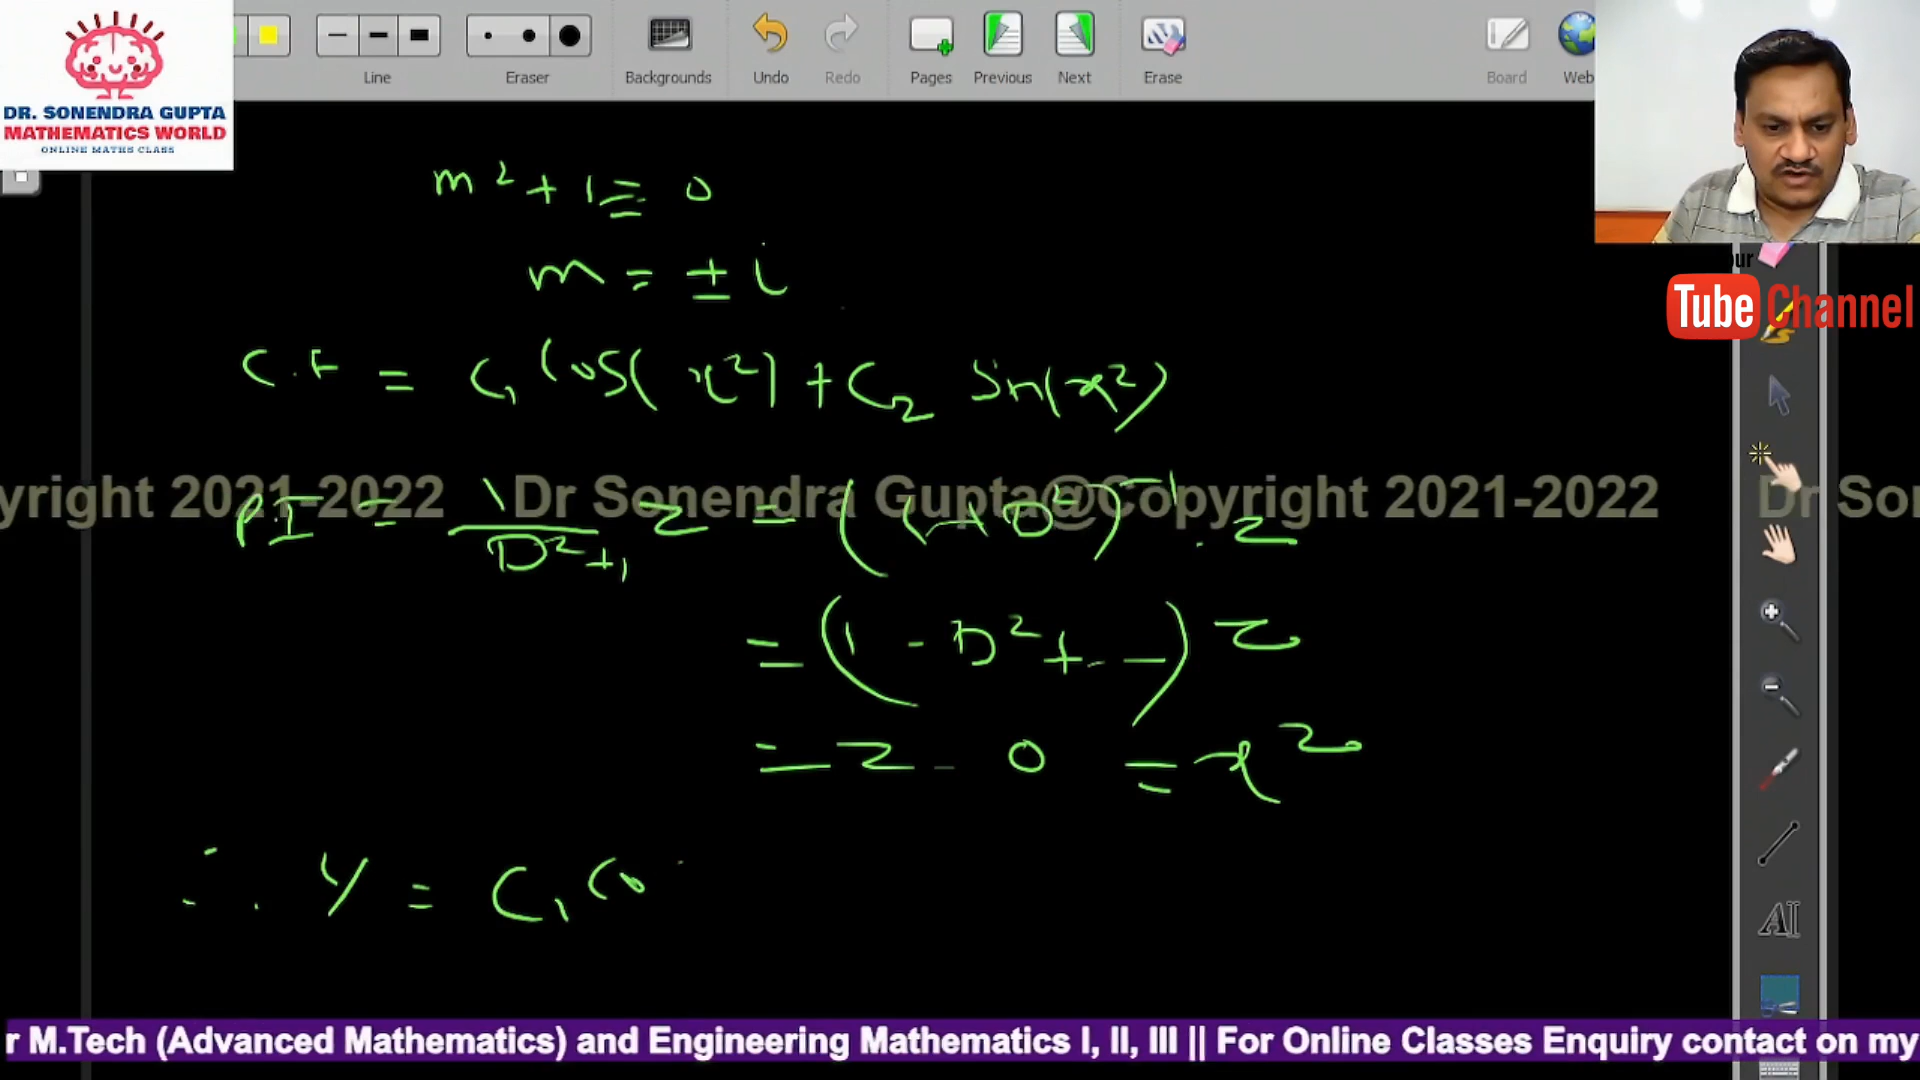 Line
Eraser
Backgrounds
Undo
Redo
Pages
Previous
Next
Erase
Board
Web
DR. SONENDRA GUPTA
MATHEMATICS WORLD
ONLINE MATHS CLASS
Tube Channel
m² + 1 = 0
m = ± i
C.F = C₁ Cos(x²) + C₂ Sin(x²)
yright 2021-2022 Dr Sonendra Gupta@Copyright 2021-2022 Dr So
PI = 1/(D²+1) z = (1+D²)⁻¹ . z
= (1 - D² + - -) z
= z - 0 = x²
∴ y = C₁ Co
r M.Tech (Advanced Mathematics) and Engineering Mathematics I, II, III || For Online Classes Enquiry contact on my